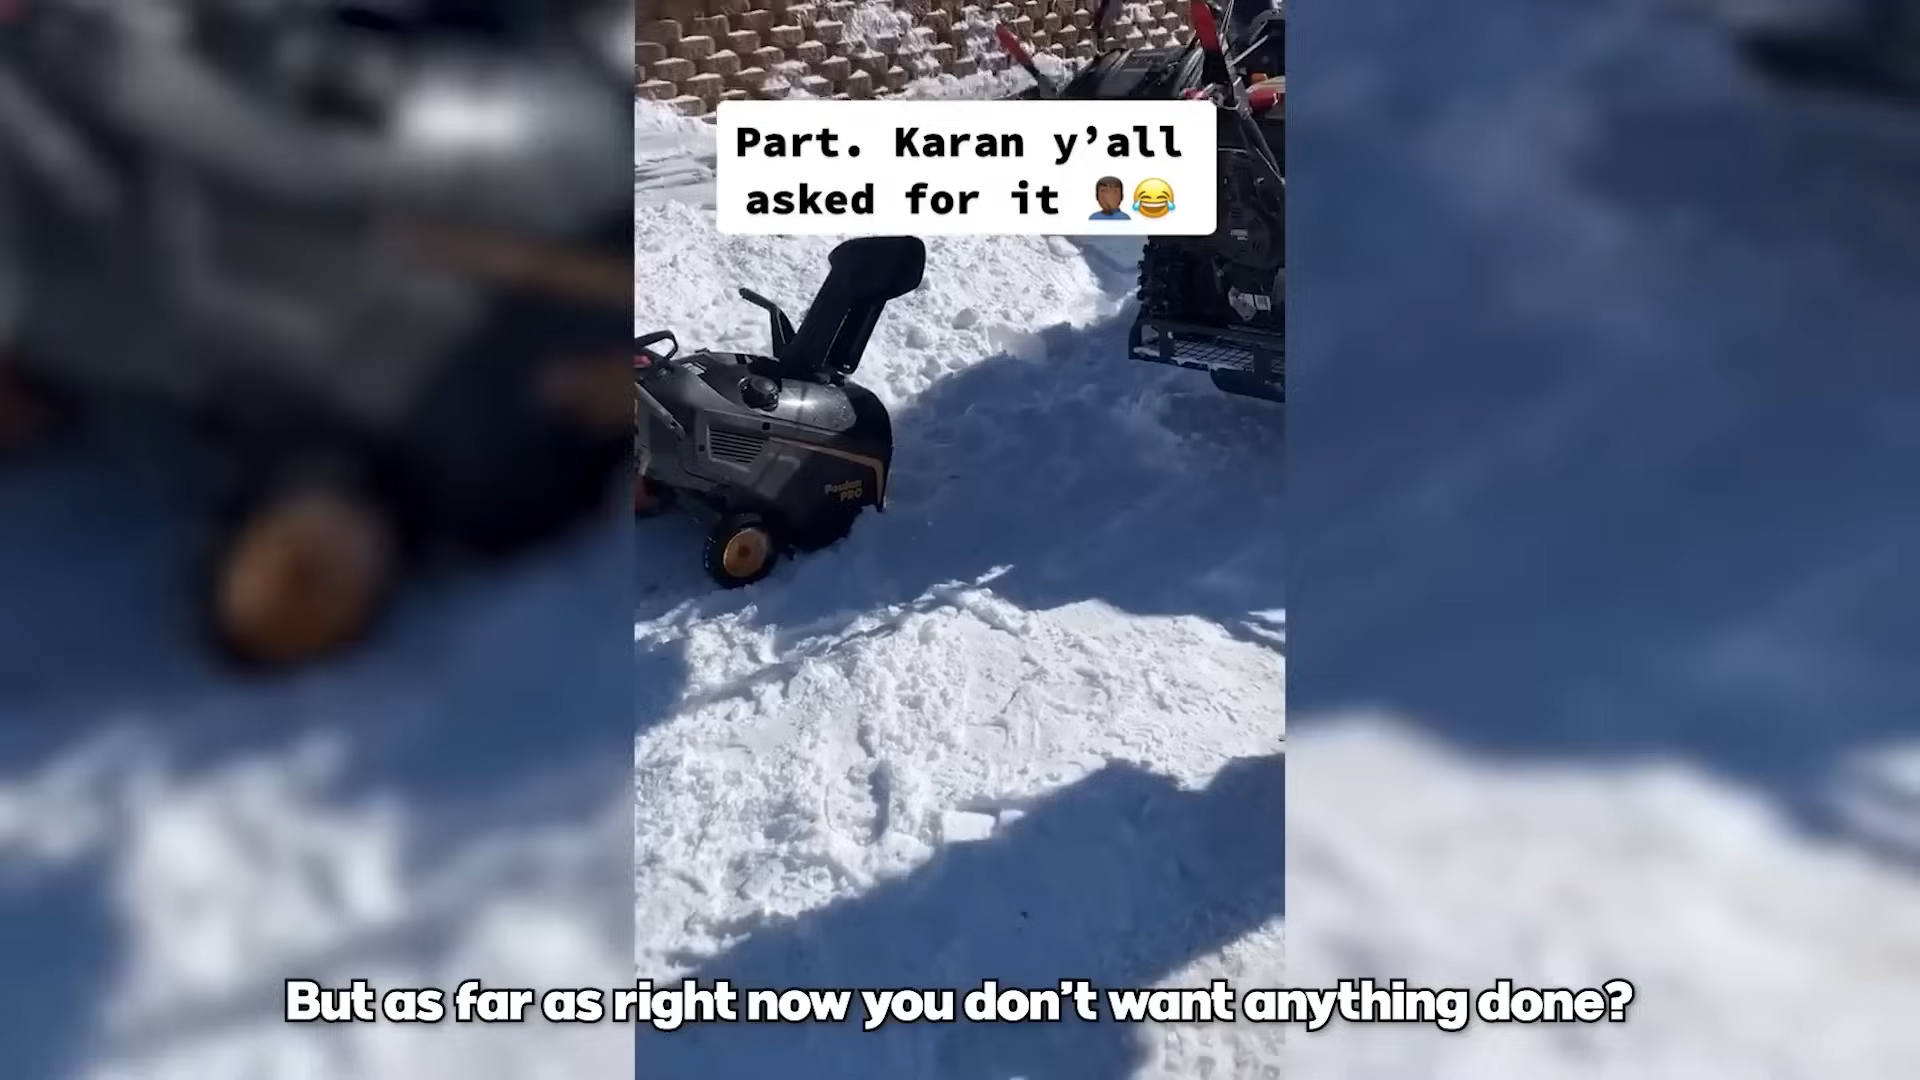 Part. Karan y’all
asked for it 🤦🏾‍♂️😂
Poulan
PRO
But as far as right now you don’t want anything done?